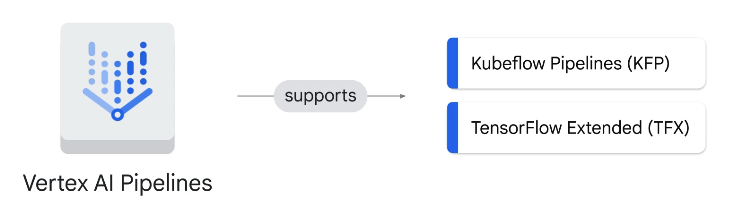 Vertex AI Pipelines
supports
Kubeflow Pipelines (KFP)
TensorFlow Extended (TFX)